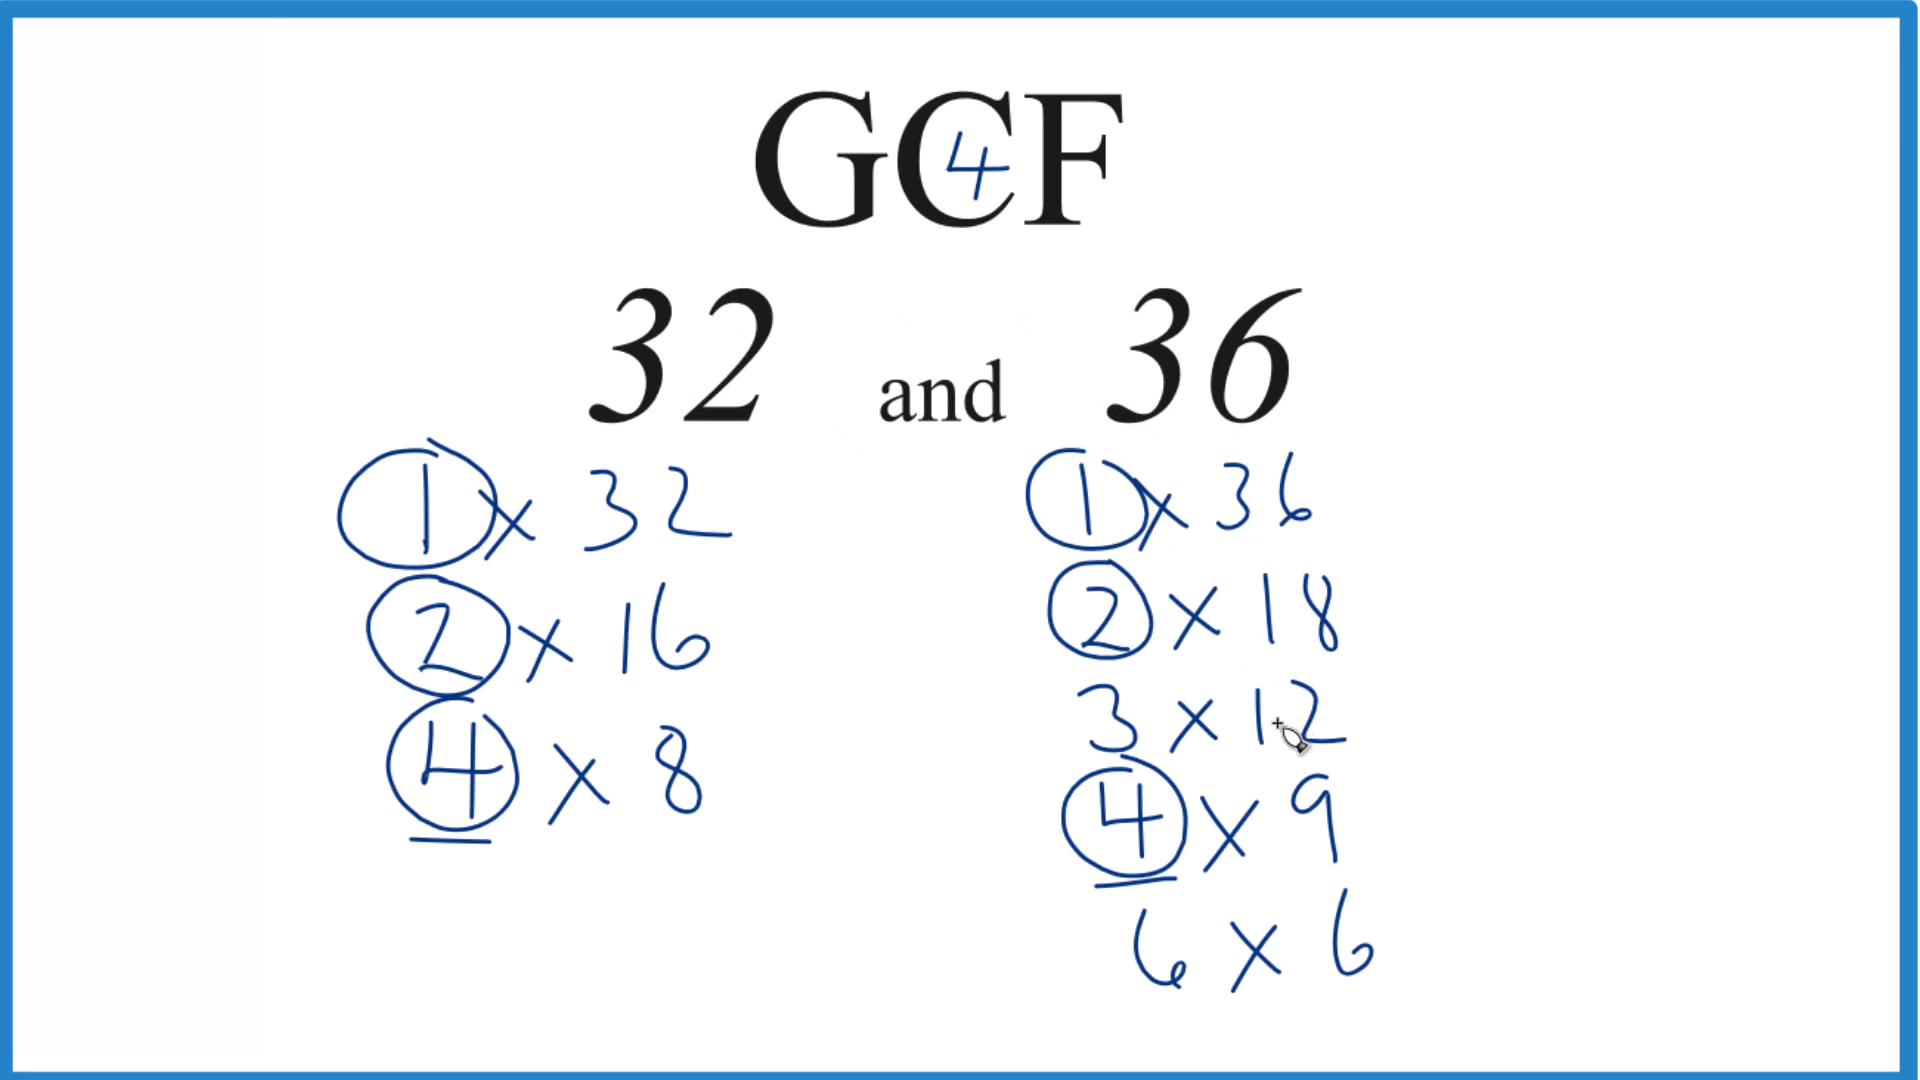 GCF
4
32 and 36
1 x 32
2 x 16
4 x 8
1 x 36
2 x 18
3 x 12
4 x 9
6 x 6